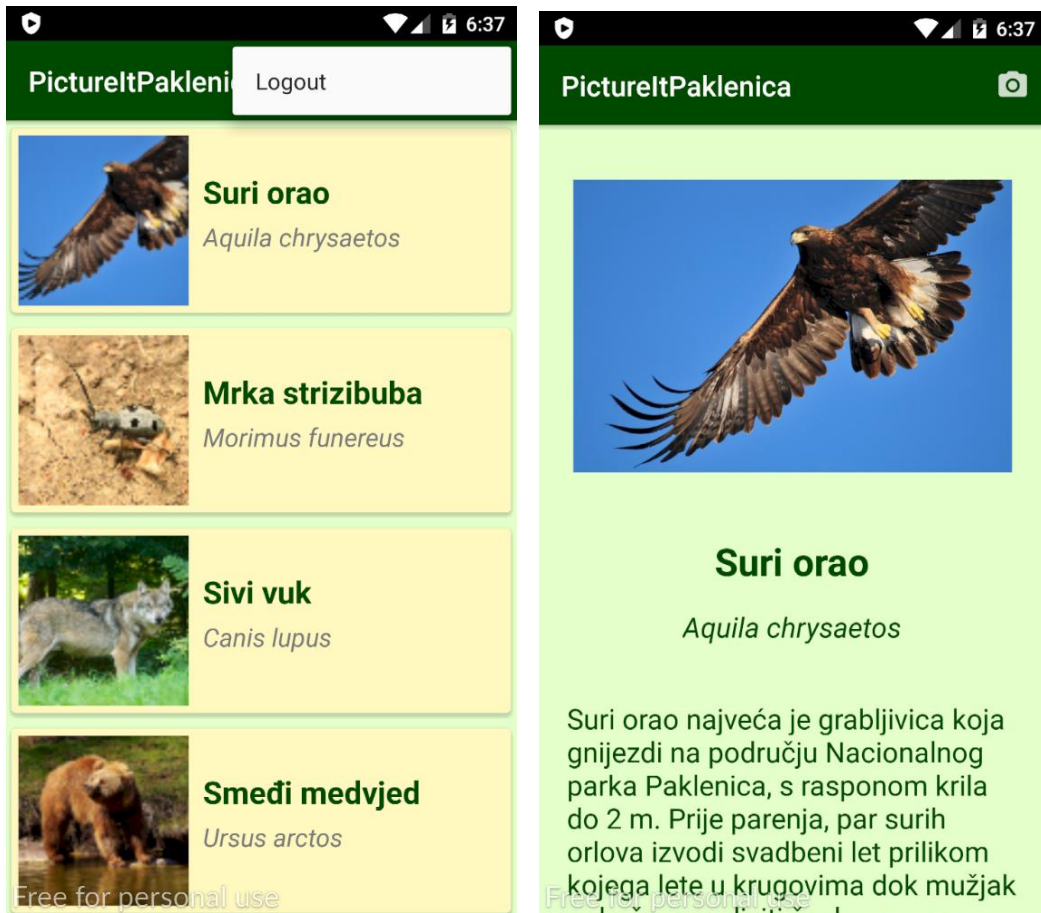 6:37
PictureItPakleni
Logout
Suri orao
Aquila chrysaetos
Mrka strizibuba
Morimus funereus
Sivi vuk
Canis lupus
Smeđi medvjed
Ursus arctos
Free for personal use
6:37
PictureItPaklenica
Suri orao
Aquila chrysaetos
Suri orao najveća je grabljivica koja
gnijezdi na području Nacionalnog
parka Paklenica, s rasponom krila
do 2 m. Prije parenja, par surih
orlova izvodi svadbeni let prilikom
kojega lete u krugovima dok mužjak
Free for personal use